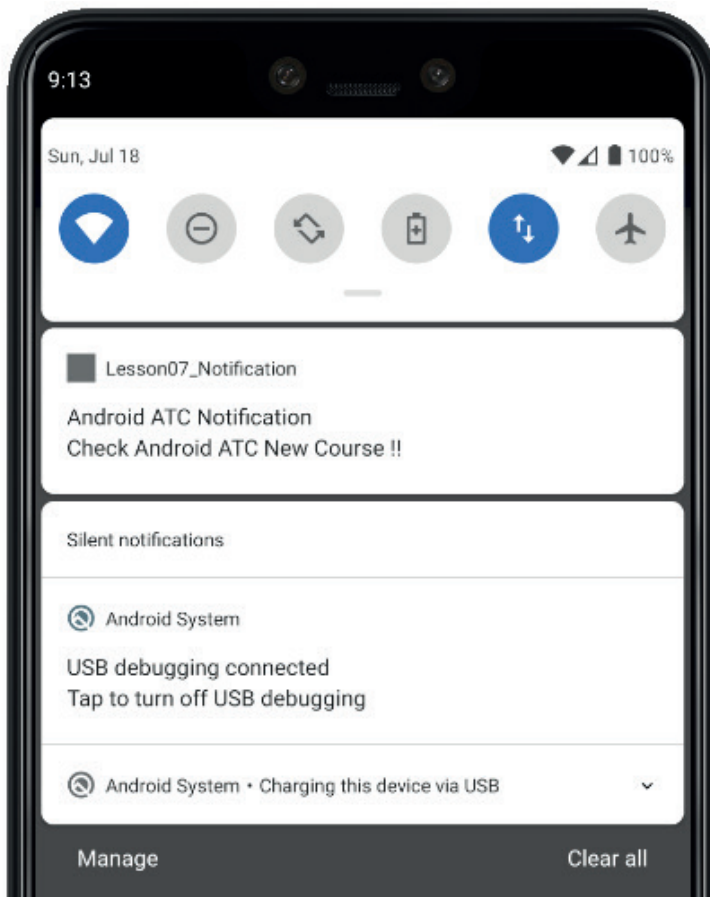 9:13
Sun, Jul 18 100%
Lesson07_Notification
Android ATC Notification
Check Android ATC New Course !!
Silent notifications
Android System
USB debugging connected
Tap to turn off USB debugging
Android System • Charging this device via USB
Manage Clear all